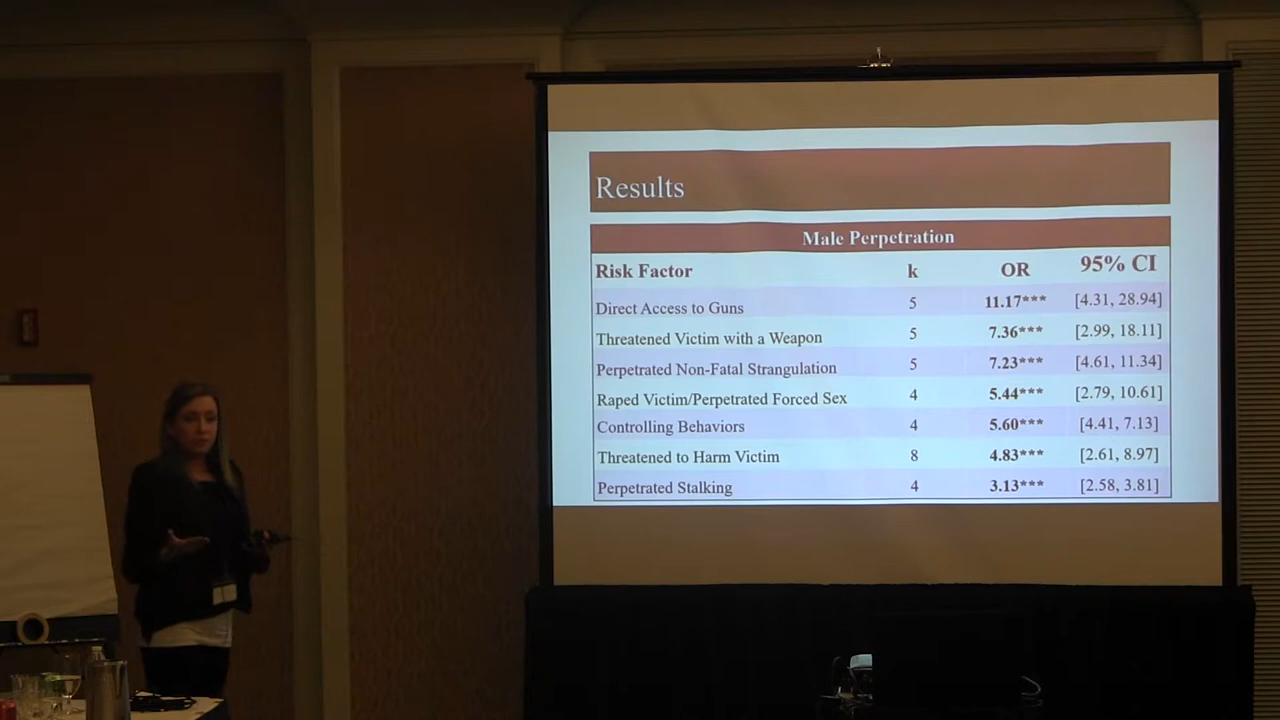 Results
Male Perpetration
Risk Factor k OR 95% CI
Direct Access to Guns 5 11.17*** [4.31, 28.94]
Threatened Victim with a Weapon 5 7.36*** [2.99, 18.11]
Perpetrated Non-Fatal Strangulation 5 7.23*** [4.61, 11.34]
Raped Victim/Perpetrated Forced Sex 4 5.44*** [2.79, 10.61]
Controlling Behaviors 4 5.60*** [4.41, 7.13]
Threatened to Harm Victim 8 4.83*** [2.61, 8.97]
Perpetrated Stalking 4 3.13*** [2.58, 3.81]